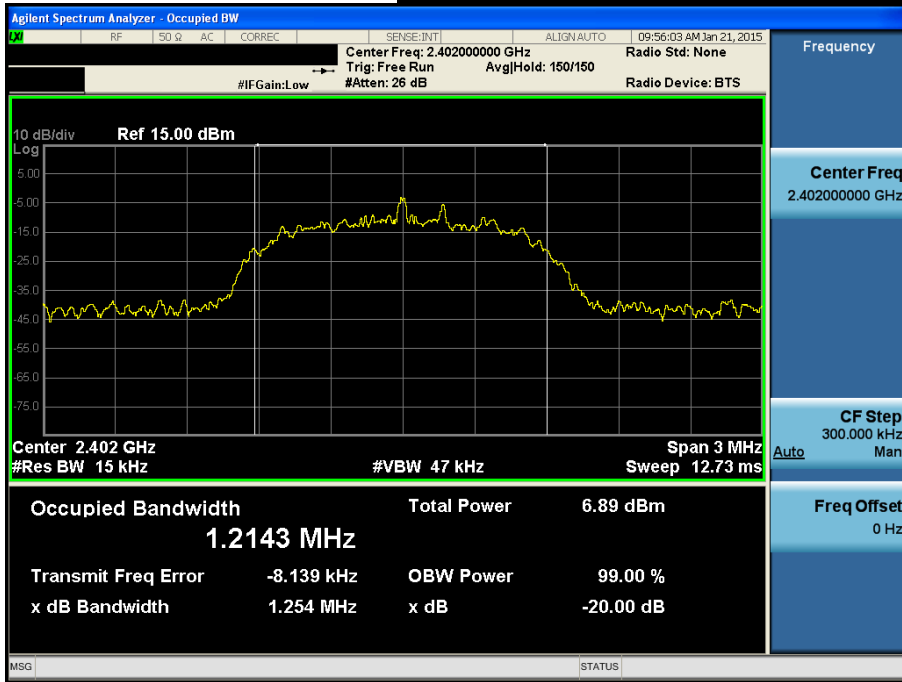 Agilent Spectrum Analyzer - Occupied BW
LXI RF 50 Ω AC CORREC SENSE:INT ALIGN AUTO 09:56:03 AM Jan 21, 2015
Center Freq: 2.402000000 GHz Radio Std: None
Trig: Free Run Avg|Hold: 150/150
#IFGain:Low #Atten: 26 dB Radio Device: BTS
10 dB/div Ref 15.00 dBm
Log
5.00
-5.00
-15.0
-25.0
-35.0
-45.0
-55.0
-65.0
-75.0
Center 2.402 GHz Span 3 MHz
#Res BW 15 kHz #VBW 47 kHz Sweep 12.73 ms
Occupied Bandwidth Total Power 6.89 dBm
1.2143 MHz
Transmit Freq Error -8.139 kHz OBW Power 99.00 %
x dB Bandwidth 1.254 MHz x dB -20.00 dB
MSG STATUS
Frequency
Center Freq
2.402000000 GHz
CF Step
300.000 kHz
Auto Man
Freq Offset
0 Hz